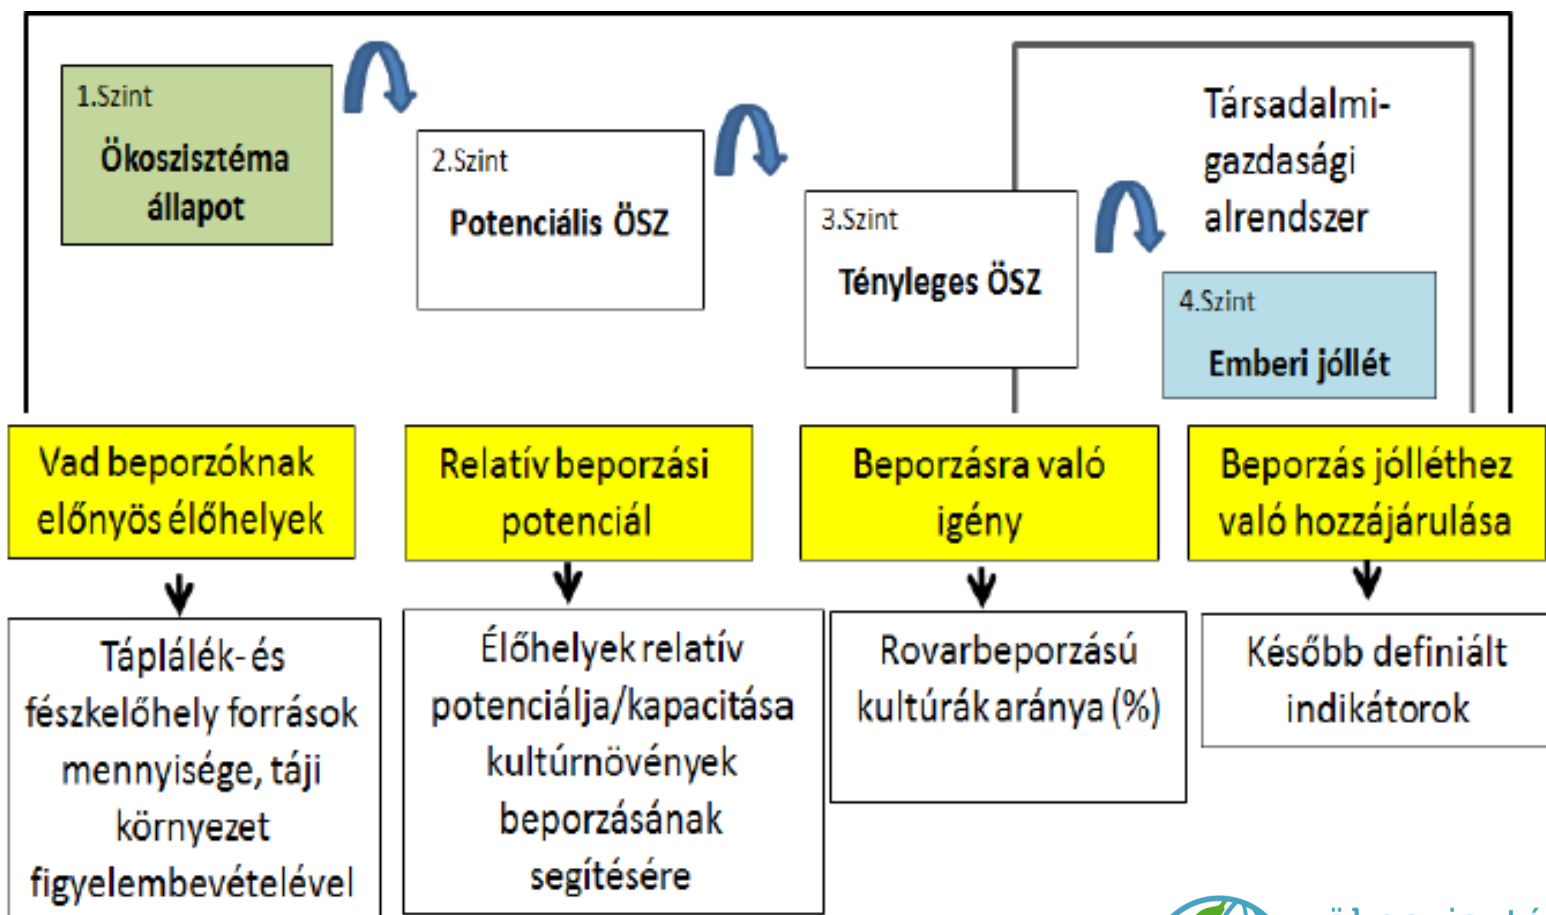 1.Szint
Ökoszisztéma
állapot
2.Szint
Potenciális ÖSZ
3.Szint
Tényleges ÖSZ
Társadalmi-
gazdasági
alrendszer
4.Szint
Emberi jóllét
Vad beporzóknak
előnyös élőhelyek
Relatív beporzási
potenciál
Beporzásra való
igény
Beporzás jólléthez
való hozzájárulása
Táplálék- és
fészkelőhely források
mennyisége, táji
környezet
figyelembevételével
Élőhelyek relatív
potenciálja/kapacitása
kultúrnövények
beporzásának
segítésére
Rovarbeporzású
kultúrák aránya (%)
Később definiált
indikátorok